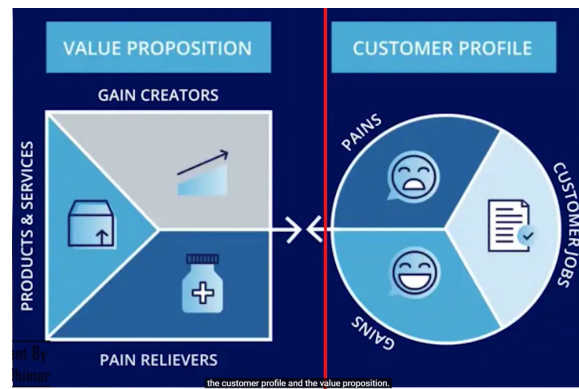 VALUE PROPOSITION
CUSTOMER PROFILE
GAIN CREATORS
PRODUCTS & SERVICES
PAIN RELIEVERS
PAINS
GAINS
CUSTOMER JOBS
the customer profile and the value proposition.